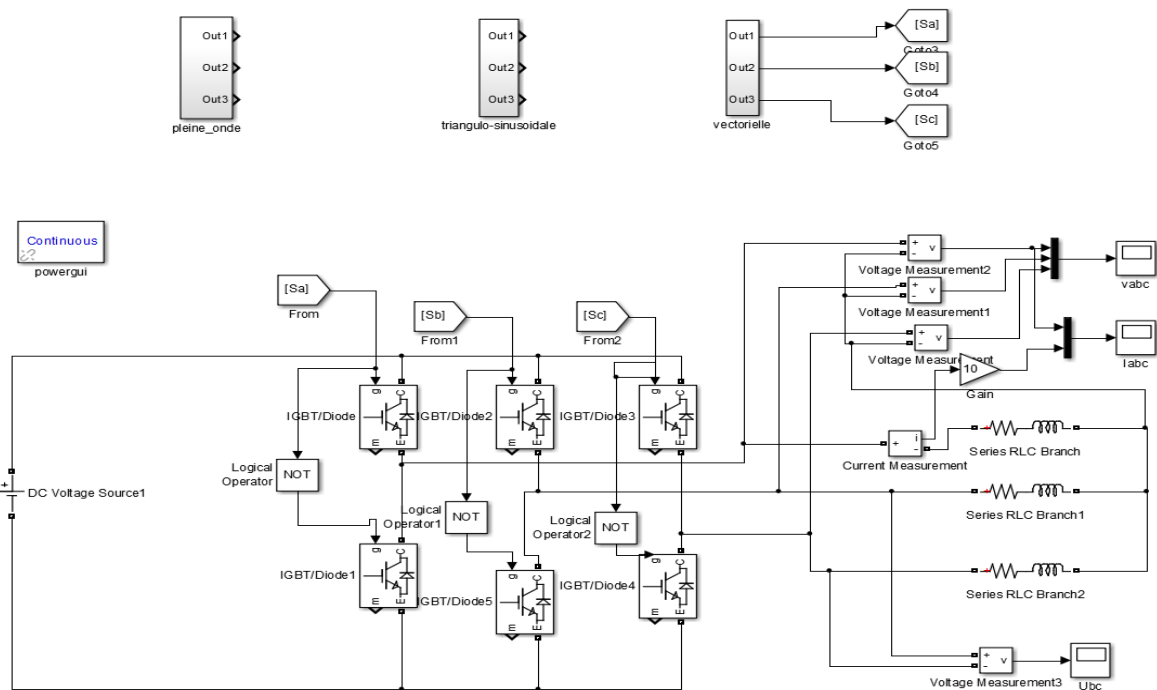 Out1
Out2
Out3
pleine_onde
Out1
Out2
Out3
triangulo-sinusoidale
Out1
Out2
Out3
vectorielle
[Sa]
Goto3
[Sb]
Goto4
[Sc]
Goto5
Continuous
powergui
[Sa]
From
[Sb]
From1
[Sc]
From2
+
-
v
Voltage Measurement2
+
-
v
Voltage Measurement1
+
-
v
Voltage Measurement
vabc
Iabc
10
Gain
g
C
m
E
IGBT/Diode
g
C
m
E
IGBT/Diode2
g
C
m
E
IGBT/Diode3
+
i
-
Current Measurement
Series RLC Branch
+
DC Voltage Source1
Logical
Operator
NOT
Logical
Operator1
NOT
Logical
Operator2
NOT
Series RLC Branch1
g
C
m
E
IGBT/Diode1
g
C
m
E
IGBT/Diode5
g
C
m
E
IGBT/Diode4
Series RLC Branch2
+
-
v
Voltage Measurement3
Ubc